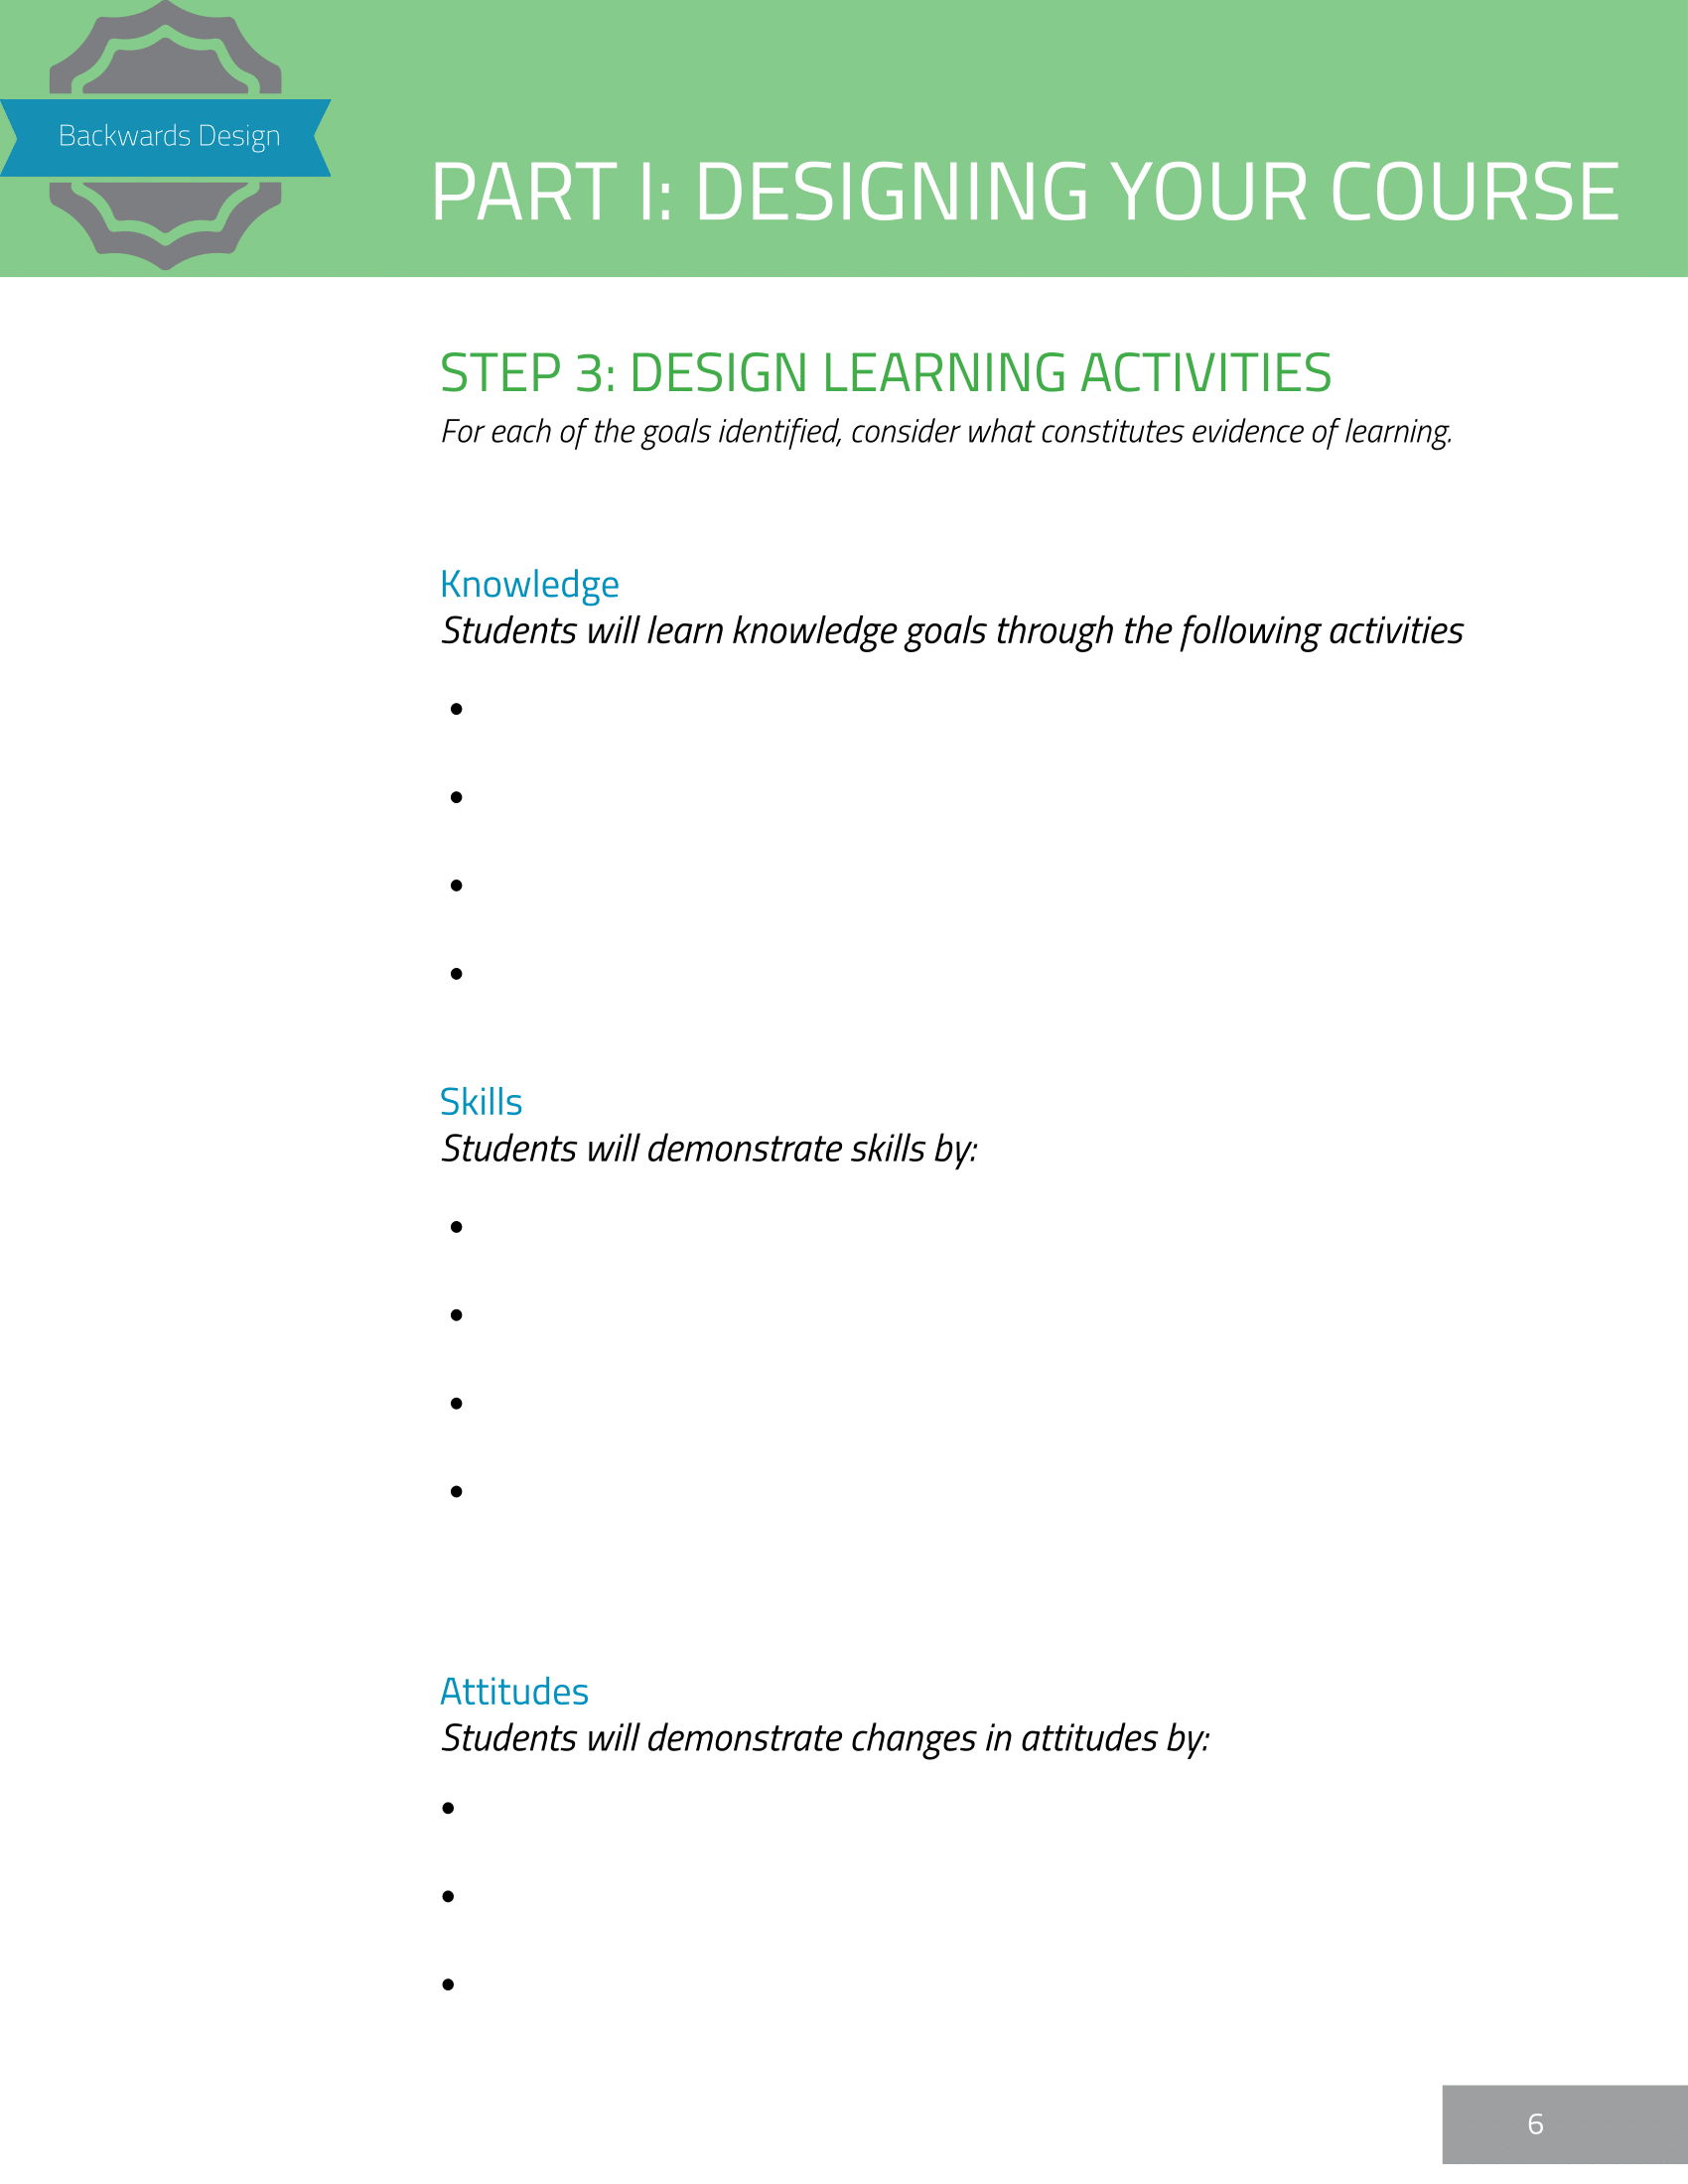 Backwards Design
PART I: DESIGNING YOUR COURSE
STEP 3: DESIGN LEARNING ACTIVITIES
For each of the goals identified, consider what constitutes evidence of learning.
Knowledge
Students will learn knowledge goals through the following activities
•
•
•
•
Skills
Students will demonstrate skills by:
•
•
•
•
Attitudes
Students will demonstrate changes in attitudes by:
•
•
•
6